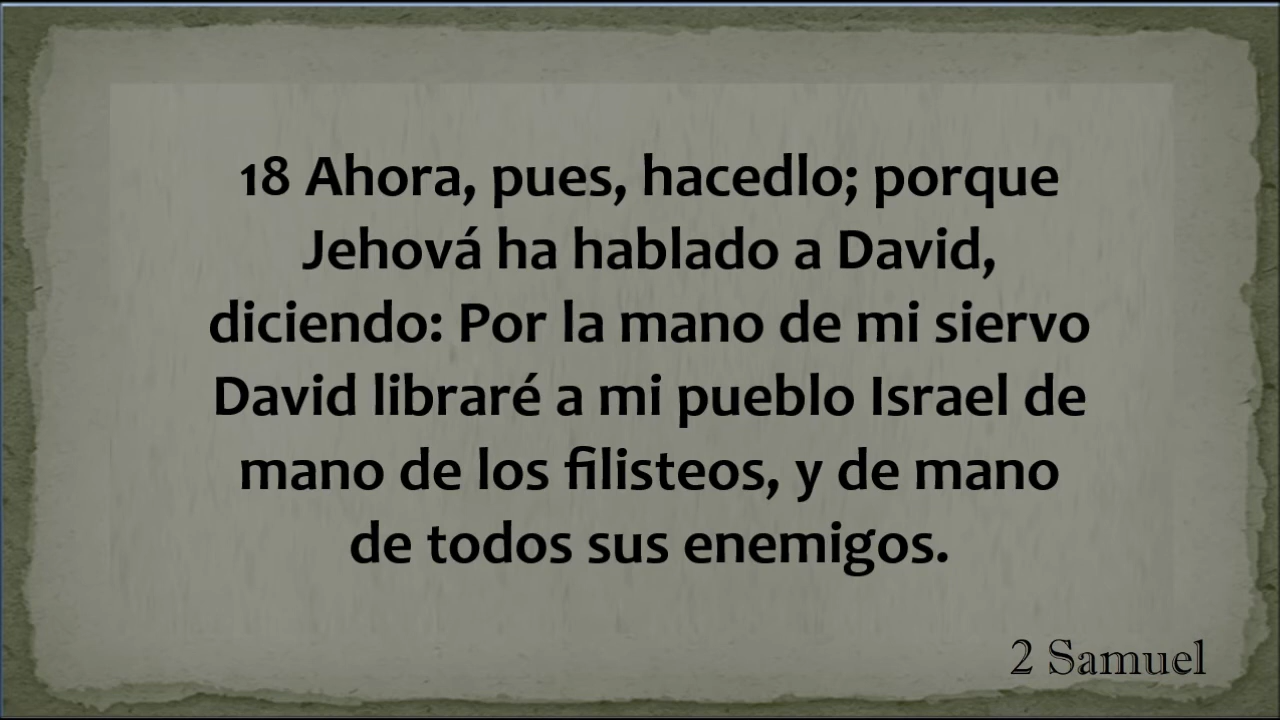 18 Ahora, pues, hacedlo; porque
Jehová ha hablado a David,
diciendo: Por la mano de mi siervo
David libraré a mi pueblo Israel de
mano de los filisteos, y de mano
de todos sus enemigos.
2 Samuel